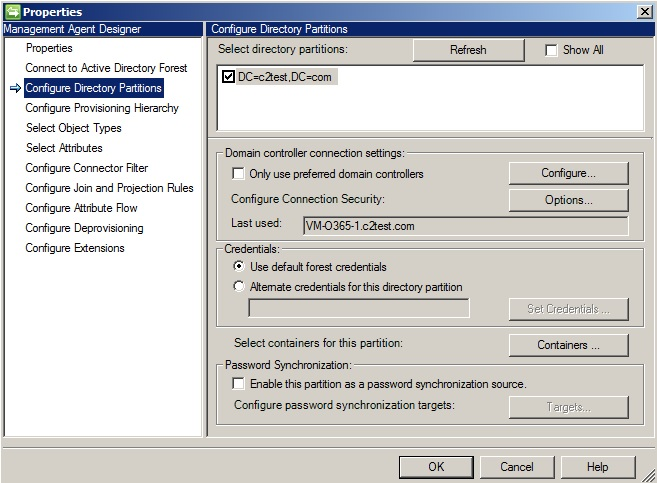 Properties
Management Agent Designer
Properties
Connect to Active Directory Forest
Configure Directory Partitions
Configure Provisioning Hierarchy
Select Object Types
Select Attributes
Configure Connector Filter
Configure Join and Projection Rules
Configure Attribute Flow
Configure Deprovisioning
Configure Extensions
Configure Directory Partitions
Select directory partitions:
Refresh
Show All
DC=c2test,DC=com
Domain controller connection settings:
Only use preferred domain controllers
Configure...
Configure Connection Security:
Options...
Last used:
VM-O365-1.c2test.com
Credentials:
Use default forest credentials
Alternate credentials for this directory partition
Set Credentials ...
Select containers for this partition:
Containers ...
Password Synchronization:
Enable this partition as a password synchronization source.
Configure password synchronization targets:
Targets...
OK
Cancel
Help